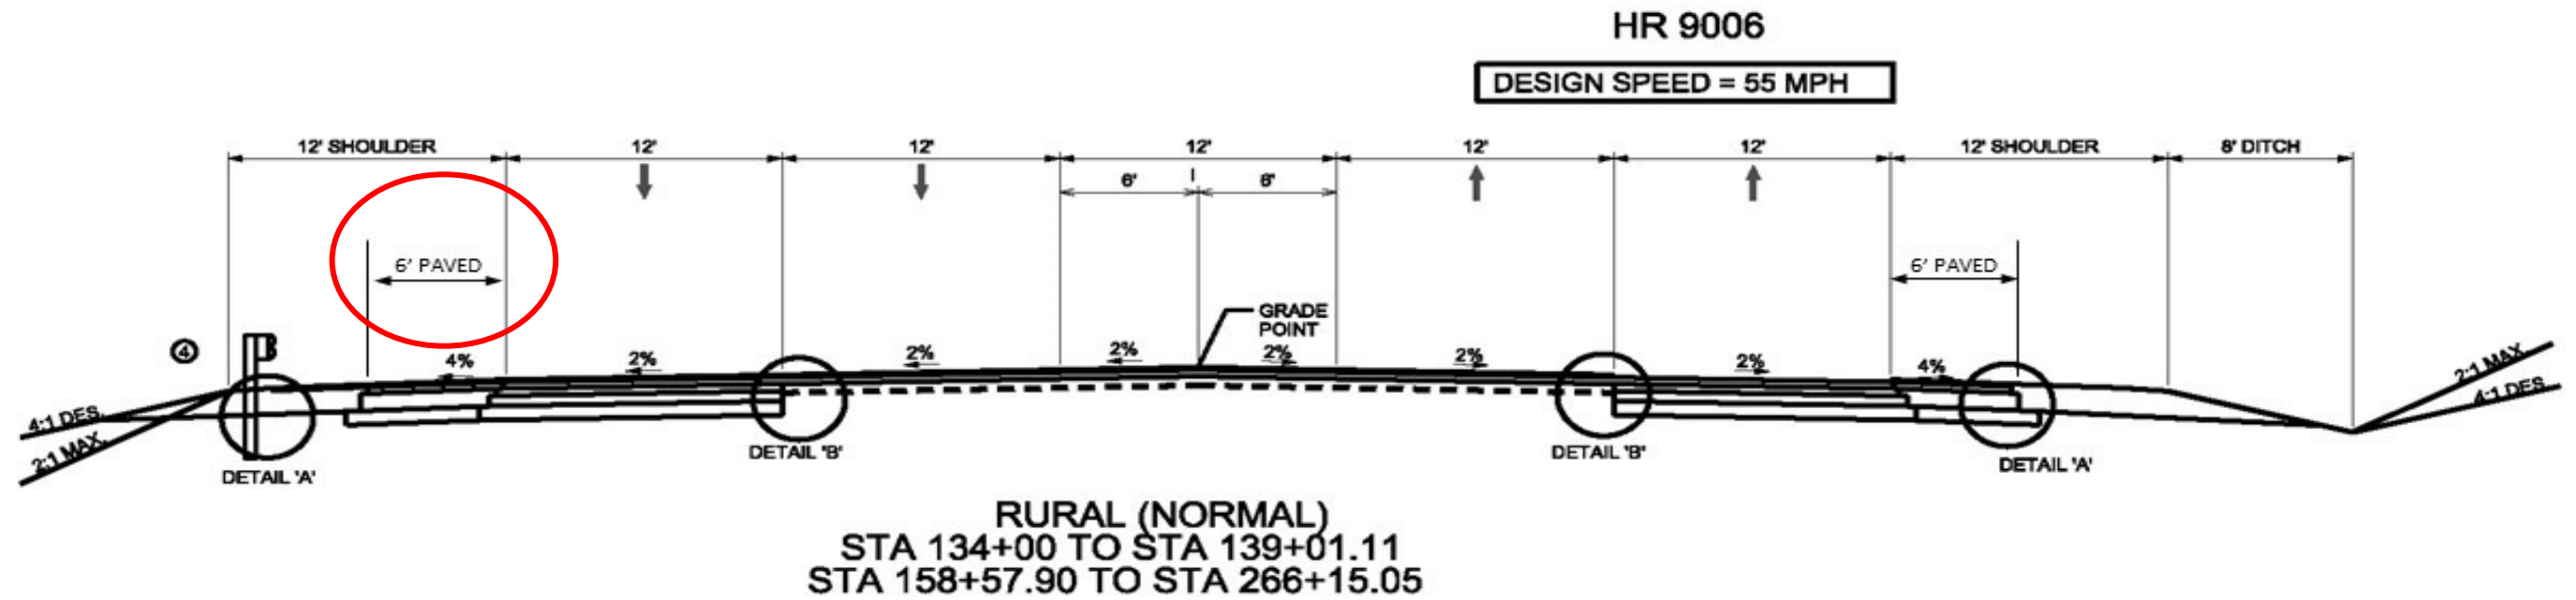 HR 9006
DESIGN SPEED = 55 MPH
12' SHOULDER
12'
12'
12'
12'
12'
12' SHOULDER
8' DITCH
6'
6'
6' PAVED
6' PAVED
GRADE
POINT
4
4%
2%
2%
2%
2%
2%
2%
4%
4:1 DES.
2:1 MAX.
2:1 MAX.
4:1 DES.
DETAIL 'A'
DETAIL 'B'
DETAIL 'B'
DETAIL 'A'
RURAL (NORMAL)
STA 134+00 TO STA 139+01.11
STA 158+57.90 TO STA 266+15.05